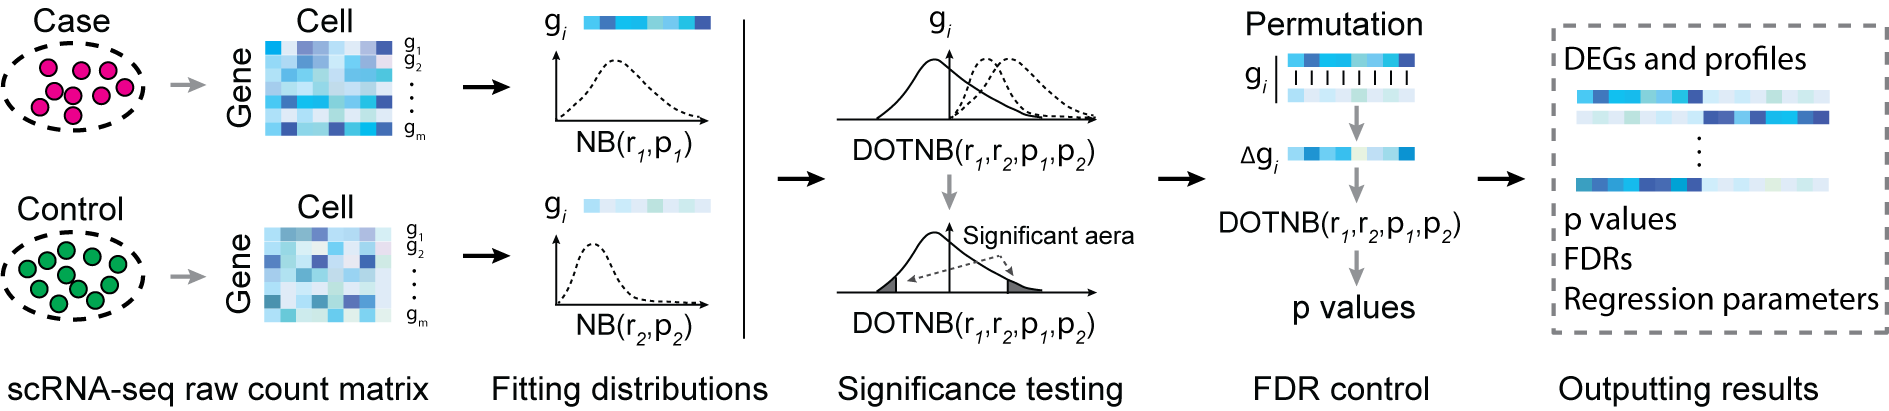 Case
Cell
Gene
g1
g2
gm
Control
Cell
Gene
g1
g2
gm
scRNA-seq raw count matrix
gi
NB(r1,p1)
gi
NB(r2,p2)
Fitting distributions
gi
DOTNB(r1,r2,p1,p2)
Significant aera
DOTNB(r1,r2,p1,p2)
Significance testing
Permutation
gi
Δgi
DOTNB(r1,r2,p1,p2)
p values
FDR control
DEGs and profiles
p values
FDRs
Regression parameters
Outputting results